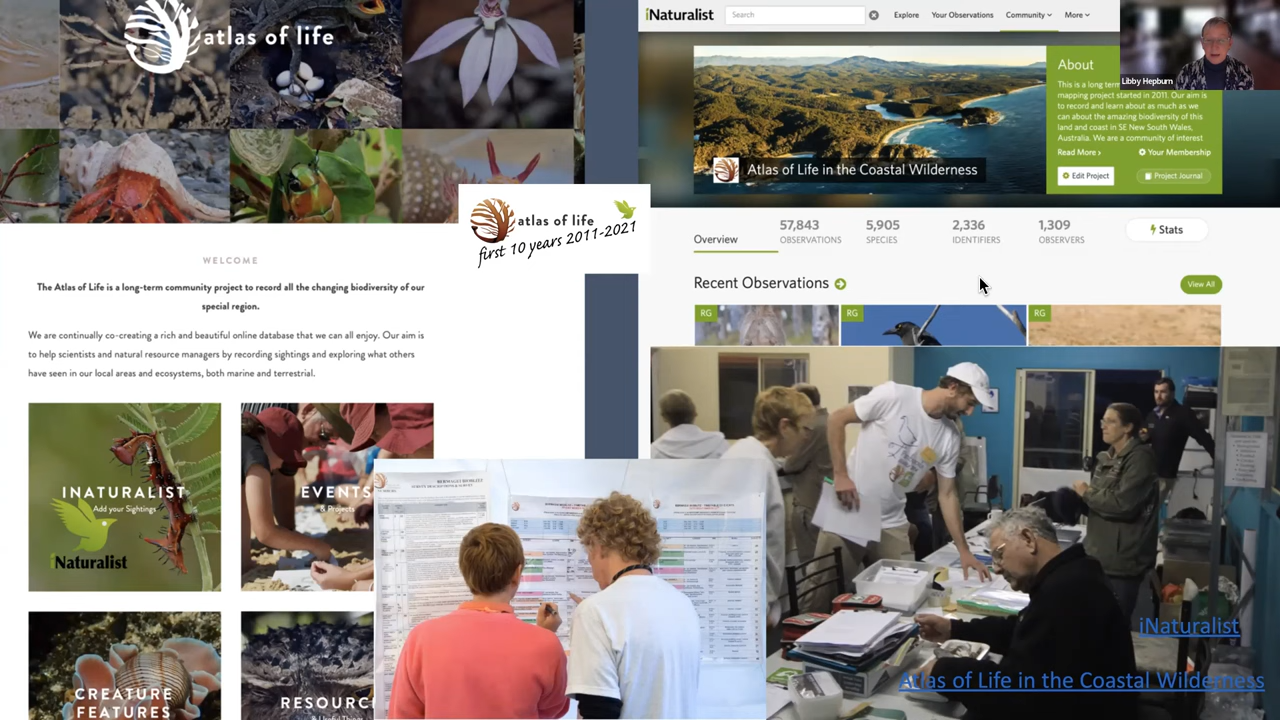 atlas of life
WELCOME
The Atlas of Life is a long-term community project to record all the changing biodiversity of our
special region.
We are continually co-creating a rich and beautiful online database that we can all enjoy. Our aim is
to help scientists and natural resource managers by recording sightings and exploring what others
have seen in our local areas and ecosystems, both marine and terrestrial.
INATURALIST
Add your Sightings
iNaturalist
EVENTS
& Projects
CREATURE
FEATURES
RESOURC
& Useful Things
atlas of life
first 10 years 2011-2021
iNaturalist
Search
Explore
Your Observations
Community
More
Libby Hepburn
About
This is a long term
mapping project started in 2011. Our aim is
to record and learn about as much as we
can about the amazing biodiversity of this
land and coast in SE New South Wales,
Australia. We are a community of interest
Read More ›
Your Membership
Edit Project
Project Journal
Atlas of Life in the Coastal Wilderness
Overview
57,843
OBSERVATIONS
5,905
SPECIES
2,336
IDENTIFIERS
1,309
OBSERVERS
Stats
Recent Observations
View All
RG
RG
RG
iNaturalist
Atlas of Life in the Coastal Wilderness